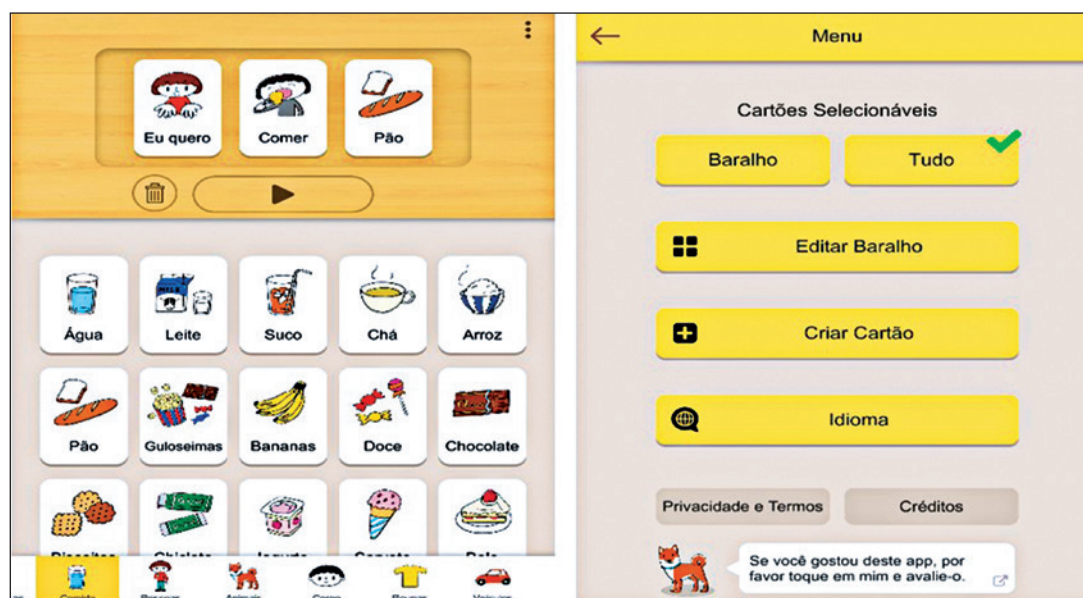 Eu quero
Comer
Pão
Água
Leite
Suco
Chá
Arroz
Pão
Guloseimas
Bananas
Doce
Chocolate
Menu
Cartões Selecionáveis
Baralho
Tudo
Editar Baralho
Criar Cartão
Idioma
Privacidade e Termos
Créditos
Se você gostou deste app, por
favor toque em mim e avalie-o.